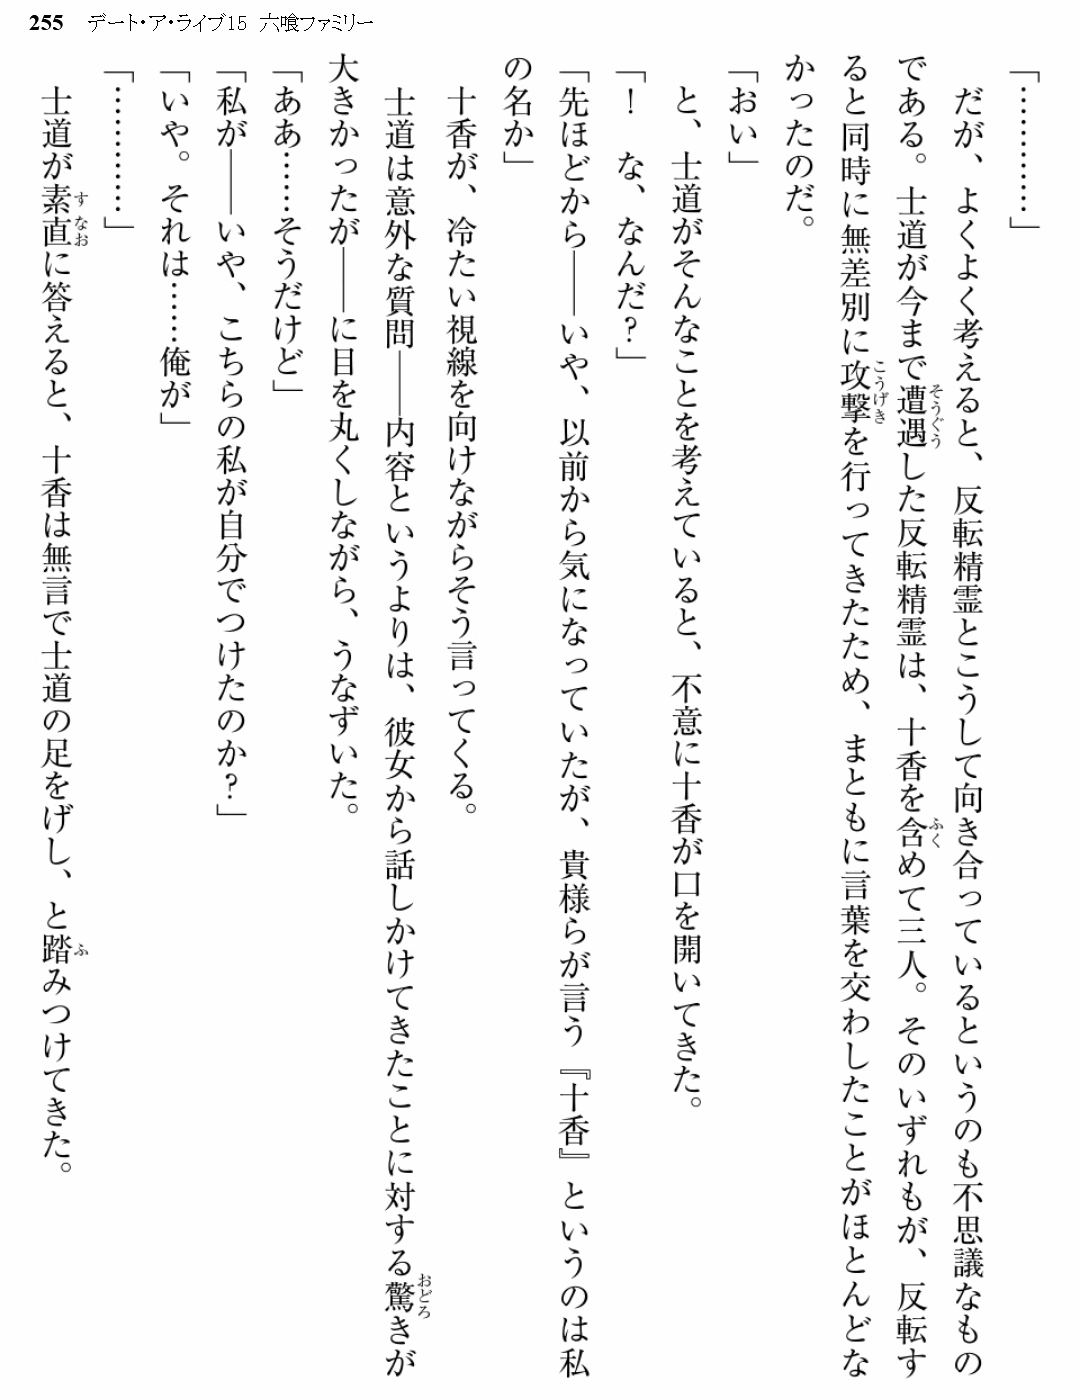 255 デート・ア・ライブ15 六喰ファミリー
「…………」
だが、よくよく考えると、反転精霊とこうして向き合っているというのも不思議なもの
である。士道が今まで遭遇した反転精霊は、十香を含めて三人。そのいずれもが、反転す
ると同時に無差別に攻撃を行ってきたため、まともに言葉を交わしたことがほとんどな
かったのだ。
「おい」
と、士道がそんなことを考えていると、不意に十香が口を開いてきた。
「！　な、なんだ？」
「先ほどから――いや、以前から気になっていたが、貴様らが言う『十香』というのは私
の名か」
十香が、冷たい視線を向けながらそう言ってくる。
士道は意外な質問――内容というよりは、彼女から話しかけてきたことに対する驚きが
大きかったが――に目を丸くしながら、うなずいた。
「ああ……そうだけど」
「私が――いや、こちらの私が自分でつけたのか？」
「いや。それは……俺が」
「…………」
士道が素直に答えると、十香は無言で士道の足をげし、と踏みつけてきた。